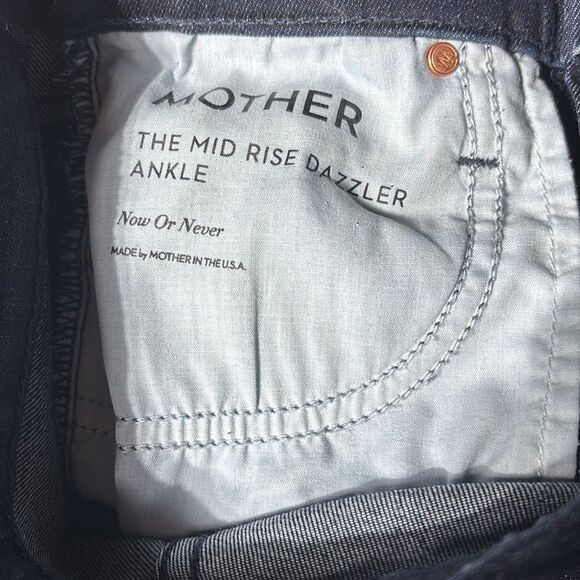 MOTHER
THE MID RISE DAZZLER
ANKLE
Now Or Never
MADE by MOTHER IN THE U.S.A.